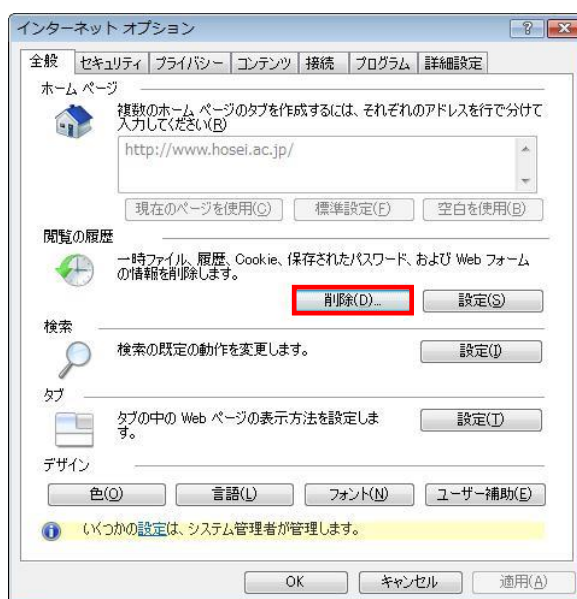 インターネット オプション
全般 セキュリティ プライバシー コンテンツ 接続 プログラム 詳細設定
ホーム ページ
複数のホーム ページのタブを作成するには、それぞれのアドレスを行で分けて
入力してください(R)
http://www.hosei.ac.jp/
現在のページを使用(C) 標準設定(F) 空白を使用(B)
閲覧の履歴
一時ファイル、履歴、Cookie、保存されたパスワード、および Web フォーム
の情報を削除します。
削除(D)... 設定(S)
検索
検索の既定の動作を変更します。 設定(I)
タブ
タブの中の Web ページの表示方法を設定しま
す。
設定(T)
デザイン
色(O) 言語(L) フォント(N) ユーザー補助(E)
いくつかの設定は、システム管理者が管理します。
OK キャンセル 適用(A)